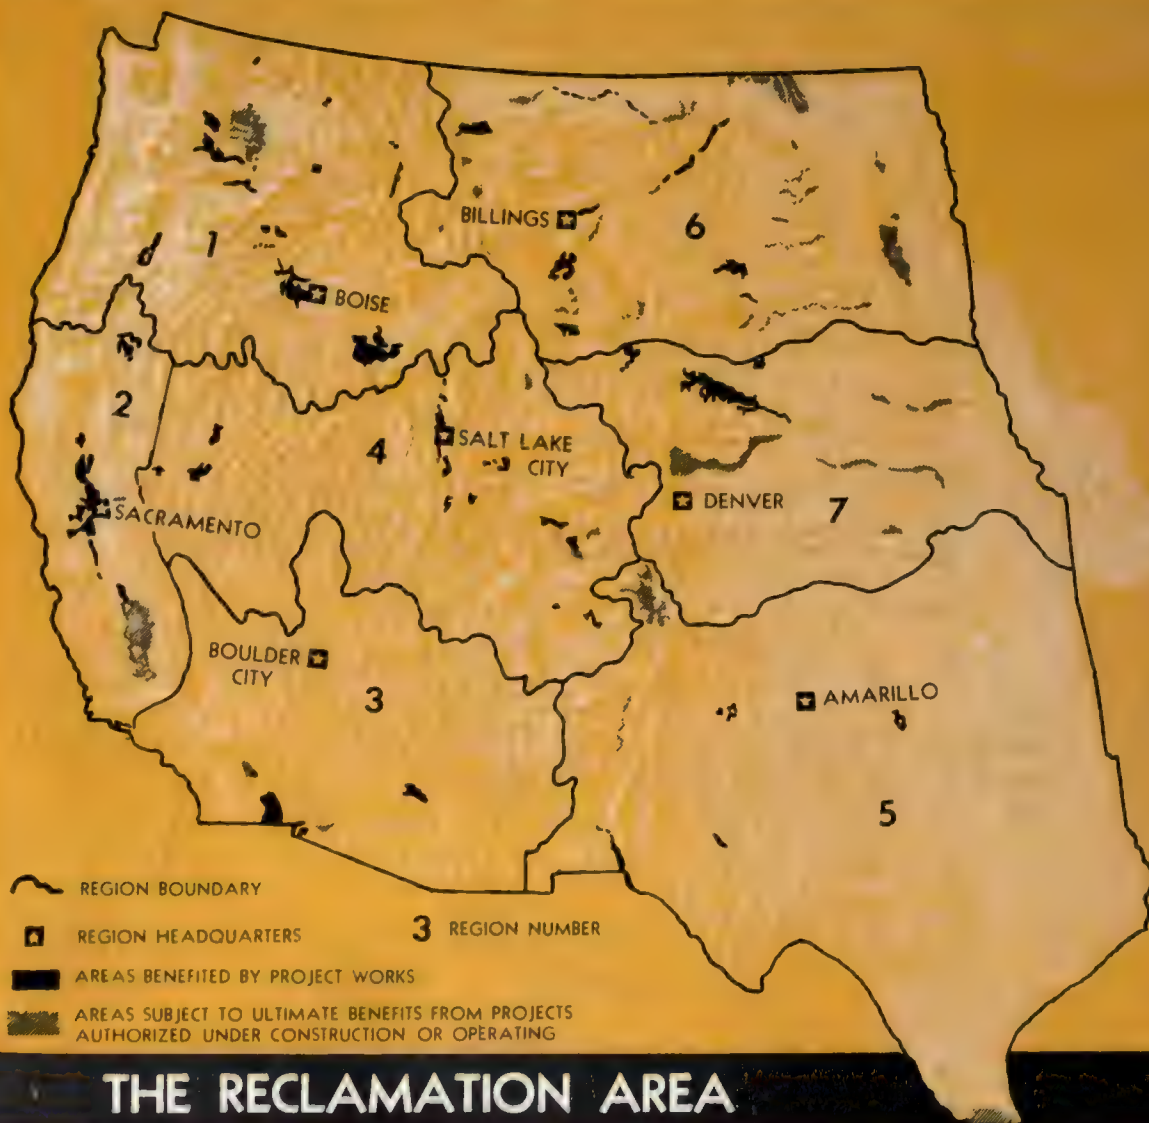 BILLINGS
6
1
BOISE
2
4
SALT LAKE
CITY
SACRAMENTO
DENVER
7
BOULDER
CITY
3
AMARILLO
5
REGION BOUNDARY
REGION HEADQUARTERS
3 REGION NUMBER
AREAS BENEFITED BY PROJECT WORKS
AREAS SUBJECT TO ULTIMATE BENEFITS FROM PROJECTS
AUTHORIZED UNDER CONSTRUCTION OR OPERATING
THE RECLAMATION AREA